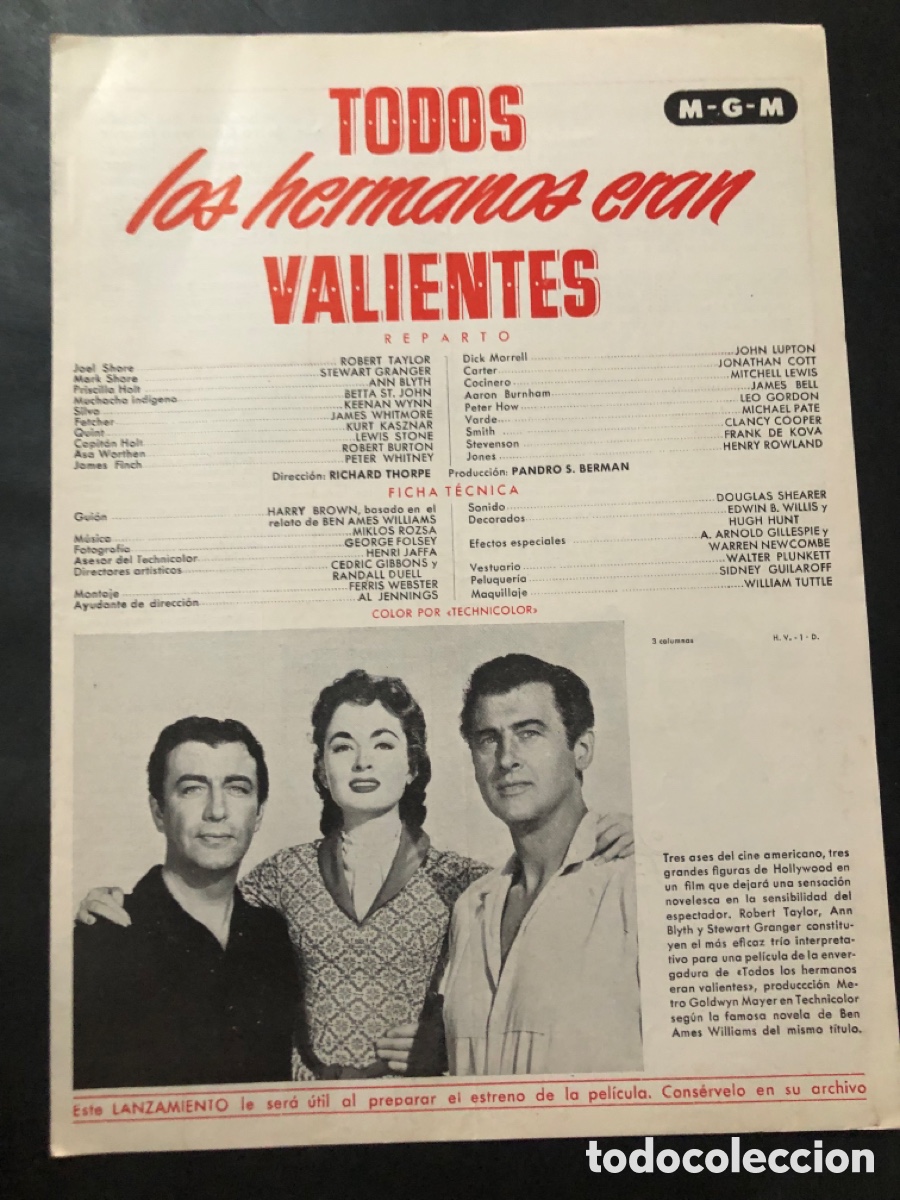 TODOS
M-G-M
los hermanos eran
VALIENTES
REPARTO
Joel Shore ROBERT TAYLOR
Mark Shore STEWART GRANGER
Priscilla Holt ANN BLYTH
Muchacha indígena BETTA ST. JOHN
Silva KEENAN WYNN
Fetcher JAMES WHITMORE
Quint KURT KASZNAR
Capitán Holt LEWIS STONE
Asa Worthen ROBERT BURTON
James Finch PETER WHITNEY
Dick Morrell JOHN LUPTON
Carter JONATHAN COTT
Cocinero MITCHELL LEWIS
Aaron Burnham JAMES BELL
Peter How LEO GORDON
Varde MICHAEL PATE
Smith CLANCY COOPER
Stevenson FRANK DE KOVA
Jones HENRY ROWLAND
Dirección: RICHARD THORPE Producción: PANDRO S. BERMAN
FICHA TÉCNICA
Guión HARRY BROWN, basado en el
relato de BEN AMES WILLIAMS
Música MIKLOS ROZSA
Fotografía GEORGE FOLSEY
Asesor del Technicolor HENRI JAFFA
Directores artísticos CEDRIC GIBBONS y
RANDALL DUELL
Montaje FERRIS WEBSTER
Ayudante de dirección AL JENNINGS
Sonido DOUGLAS SHEARER
Decorados EDWIN B. WILLIS y
HUGH HUNT
Efectos especiales A. ARNOLD GILLESPIE y
WARREN NEWCOMBE
Vestuario WALTER PLUNKETT
Peluquería SIDNEY GUILAROFF
Maquillaje WILLIAM TUTTLE
COLOR POR «TECHNICOLOR»
3 columnas H. V. - 1 - D.
Tres ases del cine americano, tres
grandes figuras de Hollywood en
un film que dejará una sensación
novelesca en la sensibilidad del
espectador. Robert Taylor, Ann
Blyth y Stewart Granger constitu-
yen el más eficaz trío interpreta-
tivo para una película de la enver-
gadura de «Todos los hermanos
eran valientes», produccción Me-
tro Goldwyn Mayer en Technicolor
según la famosa novela de Ben
Ames Williams del mismo título.
Este LANZAMIENTO le será útil al preparar el estreno de la película. Consérvelo en su archivo
todocoleccion